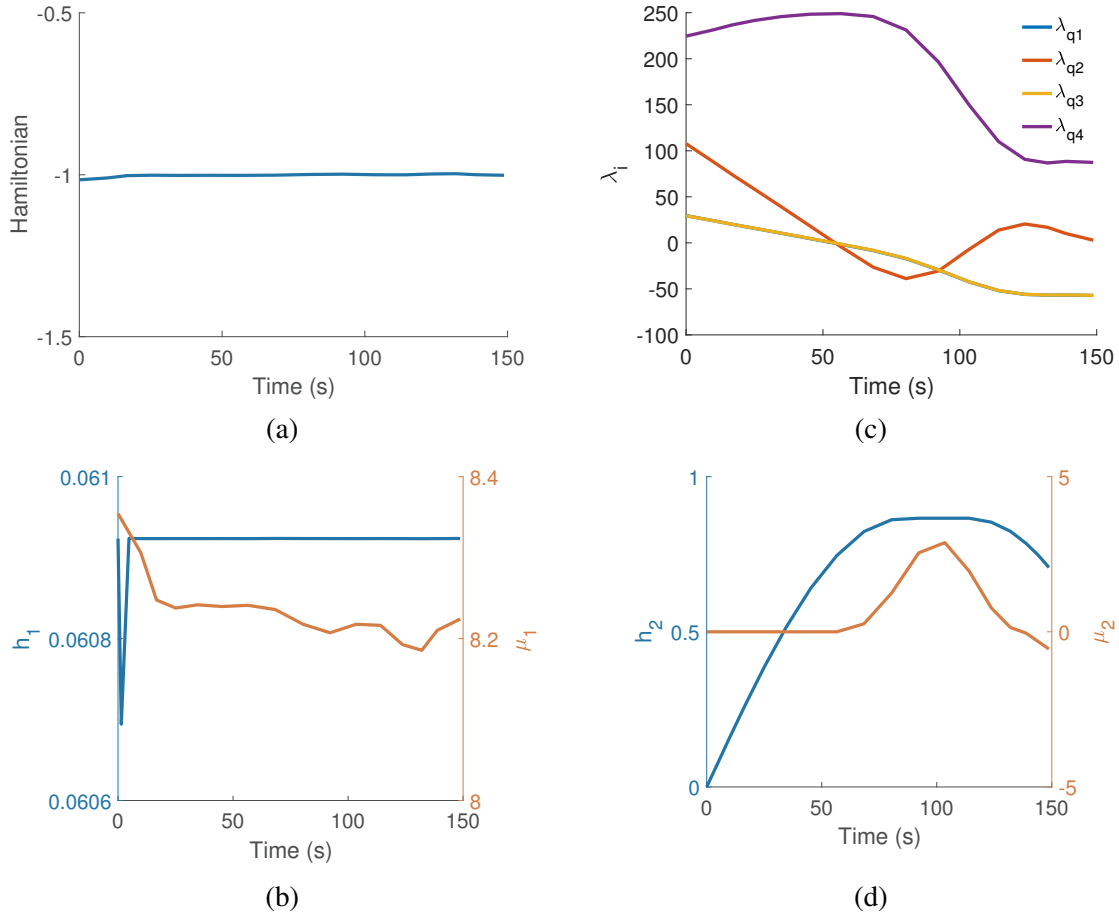 -0.5
-1
-1.5
Hamiltonian
0 50 100 150
Time (s)
(a)
250
200
150
100
50
0
-50
-100
λ_i
λ_q1
λ_q2
λ_q3
λ_q4
0 50 100 150
Time (s)
(c)
0.061
0.0608
0.0606
h_1
8.4
8.2
8
μ_1
0 50 100 150
Time (s)
(b)
1
0.5
0
h_2
5
0
-5
μ_2
0 50 100 150
Time (s)
(d)